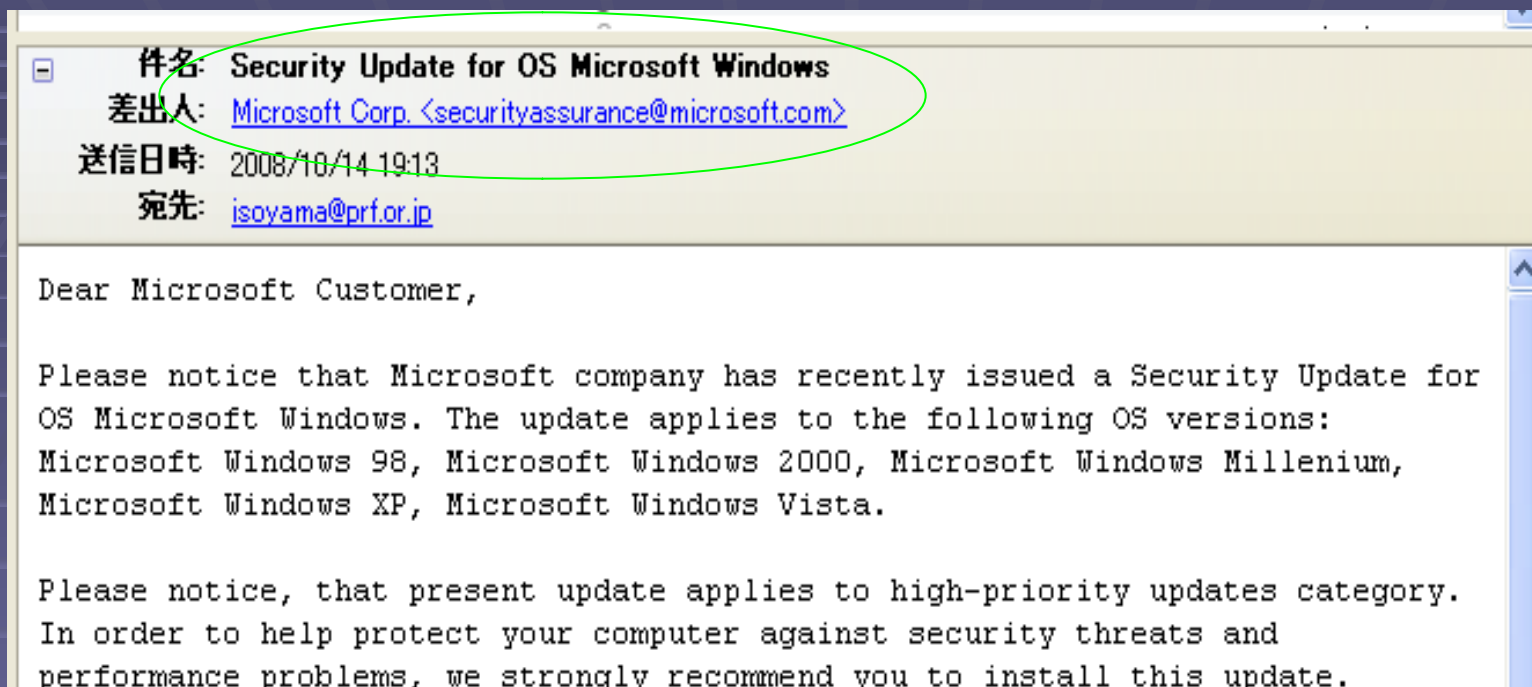 件名: Security Update for OS Microsoft Windows
差出人: Microsoft Corp. <securityassurance@microsoft.com>
送信日時: 2008/10/14 19:13
宛先: isoyama@prf.or.jp
Dear Microsoft Customer,
Please notice that Microsoft company has recently issued a Security Update for
OS Microsoft Windows. The update applies to the following OS versions:
Microsoft Windows 98, Microsoft Windows 2000, Microsoft Windows Millenium,
Microsoft Windows XP, Microsoft Windows Vista.
Please notice, that present update applies to high-priority updates category.
In order to help protect your computer against security threats and
performance problems, we strongly recommend you to install this update.